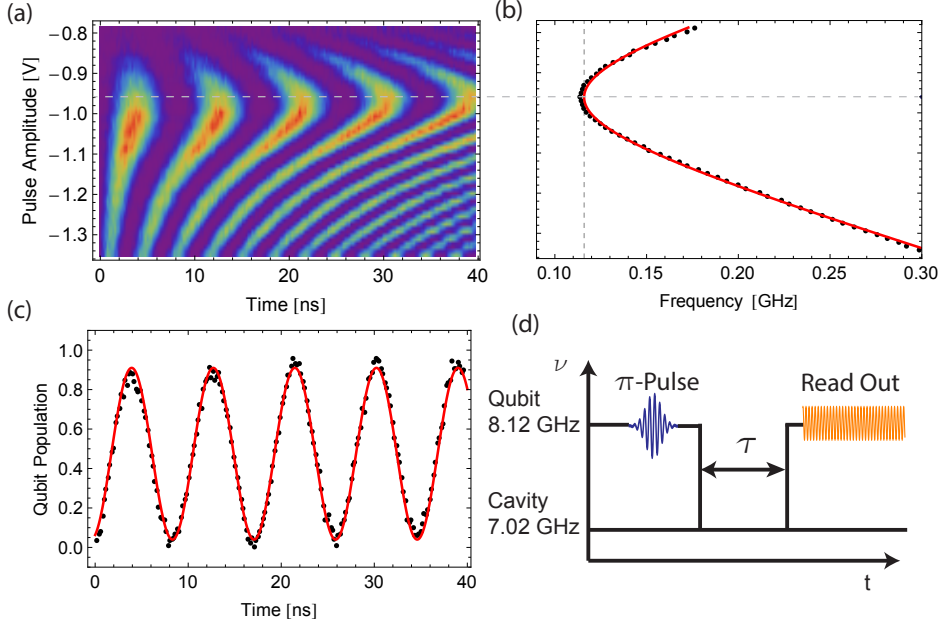 (a)
Pulse Amplitude [V]
−0.8
−0.9
−1.0
−1.1
−1.2
−1.3
0
10
20
30
40
Time [ns]
(b)
0.10
0.15
0.20
0.25
0.30
Frequency [GHz]
(c)
Qubit Population
1.0
0.8
0.6
0.4
0.2
0.0
0
10
20
30
40
Time [ns]
(d)
ν
π-Pulse
Read Out
Qubit
8.12 GHz
τ
Cavity
7.02 GHz
t